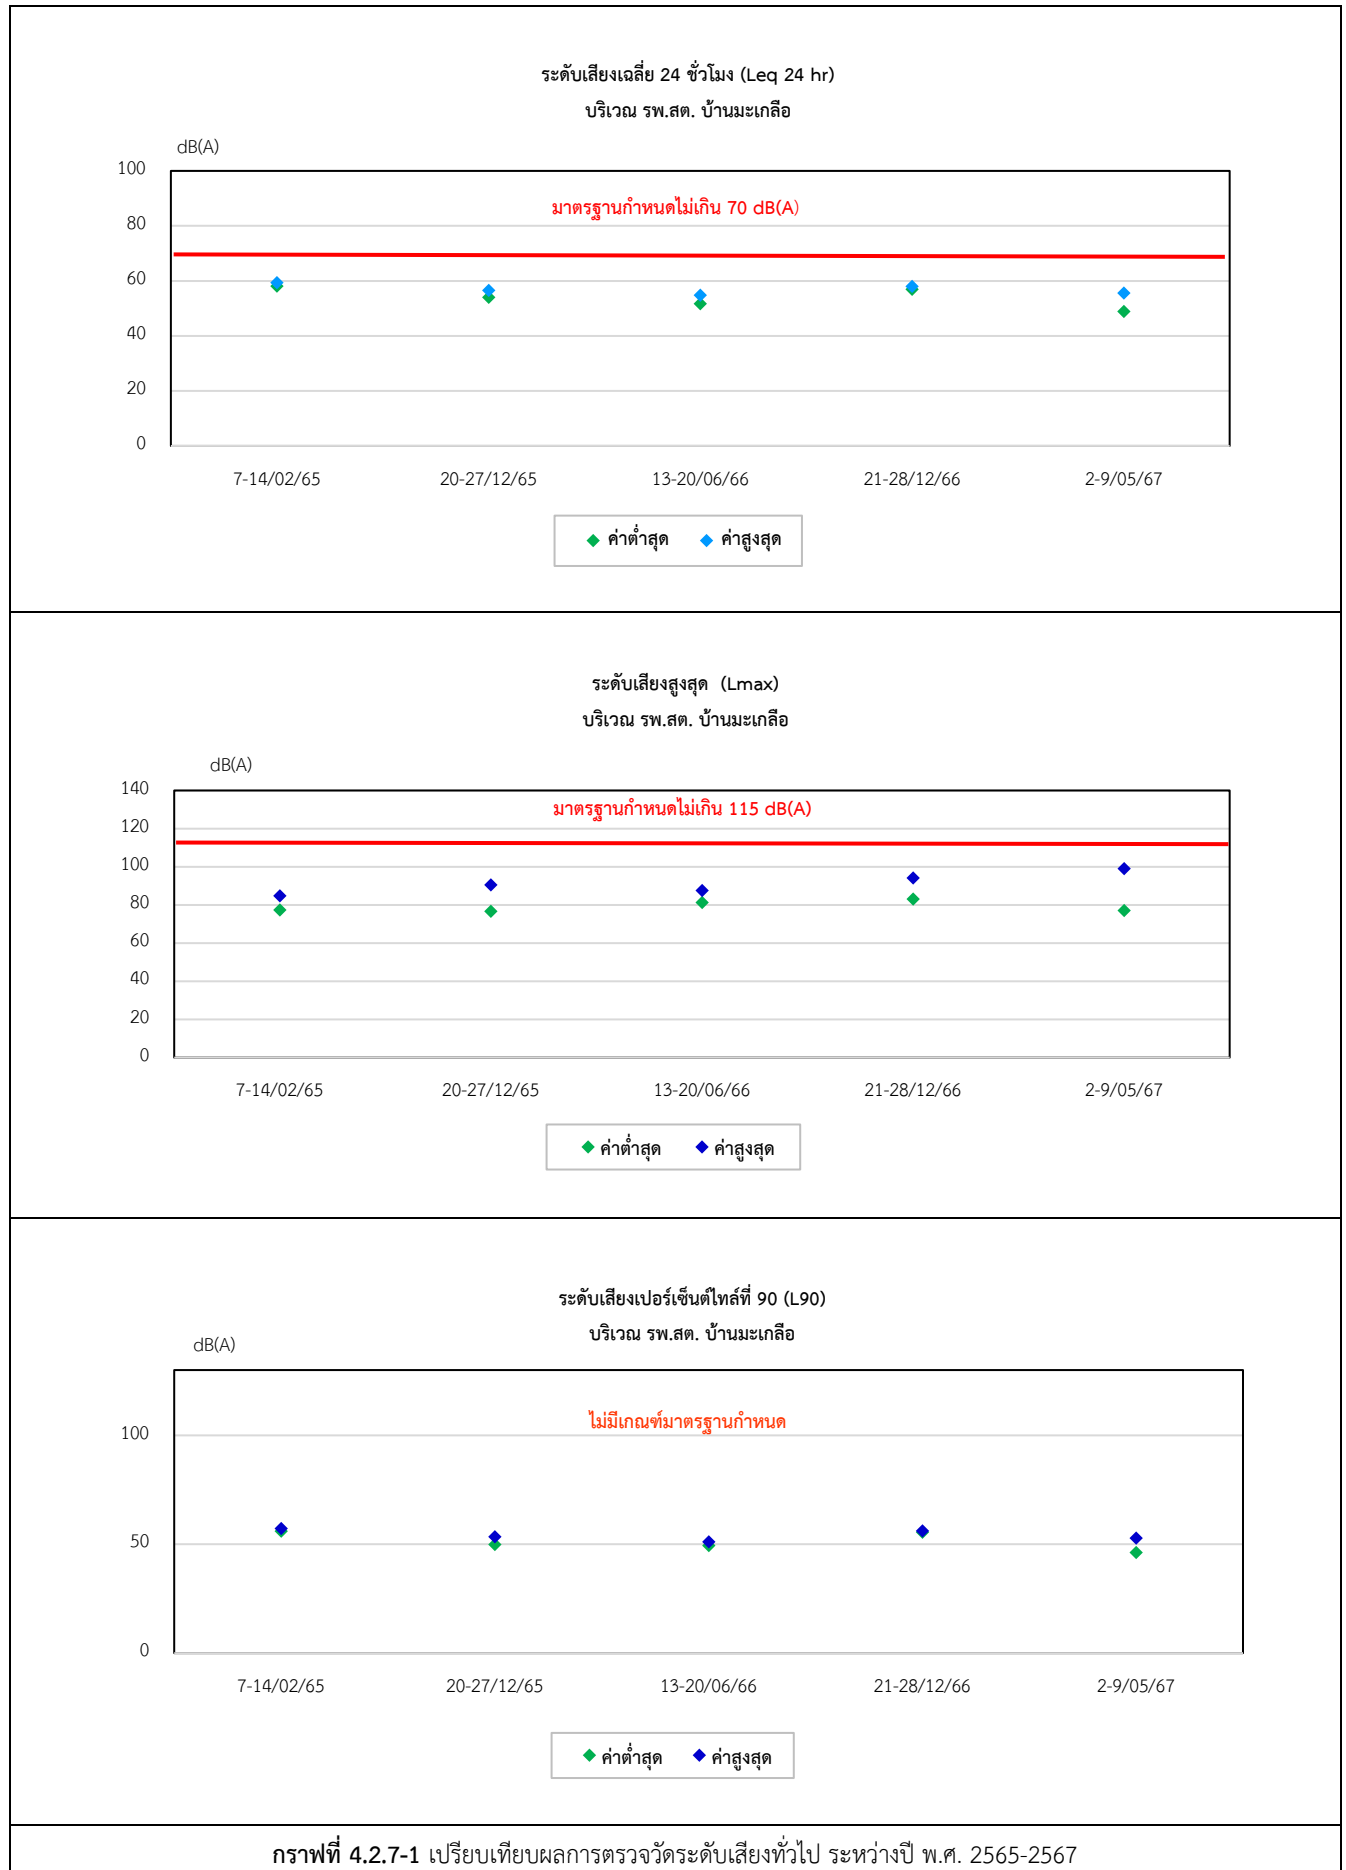 ระดับเสียงเฉลี่ย 24 ชั่วโมง (Leq 24 hr)
บริเวณ รพ.สต. บ้านมะเกลือ
dB(A)
100
มาตรฐานกำหนดไม่เกิน 70 dB(A)
80
60
40
20
0
7-14/02/65 20-27/12/65 13-20/06/66 21-28/12/66 2-9/05/67
ค่าต่ำสุด ค่าสูงสุด
ระดับเสียงสูงสุด (Lmax)
บริเวณ รพ.สต. บ้านมะเกลือ
dB(A)
140
มาตรฐานกำหนดไม่เกิน 115 dB(A)
120
100
80
60
40
20
0
7-14/02/65 20-27/12/65 13-20/06/66 21-28/12/66 2-9/05/67
ค่าต่ำสุด ค่าสูงสุด
ระดับเสียงเปอร์เซ็นต์ไทล์ที่ 90 (L90)
บริเวณ รพ.สต. บ้านมะเกลือ
dB(A)
ไม่มีเกณฑ์มาตรฐานกำหนด
100
50
0
7-14/02/65 20-27/12/65 13-20/06/66 21-28/12/66 2-9/05/67
ค่าต่ำสุด ค่าสูงสุด
กราฟที่ 4.2.7-1 เปรียบเทียบผลการตรวจวัดระดับเสียงทั่วไป ระหว่างปี พ.ศ. 2565-2567